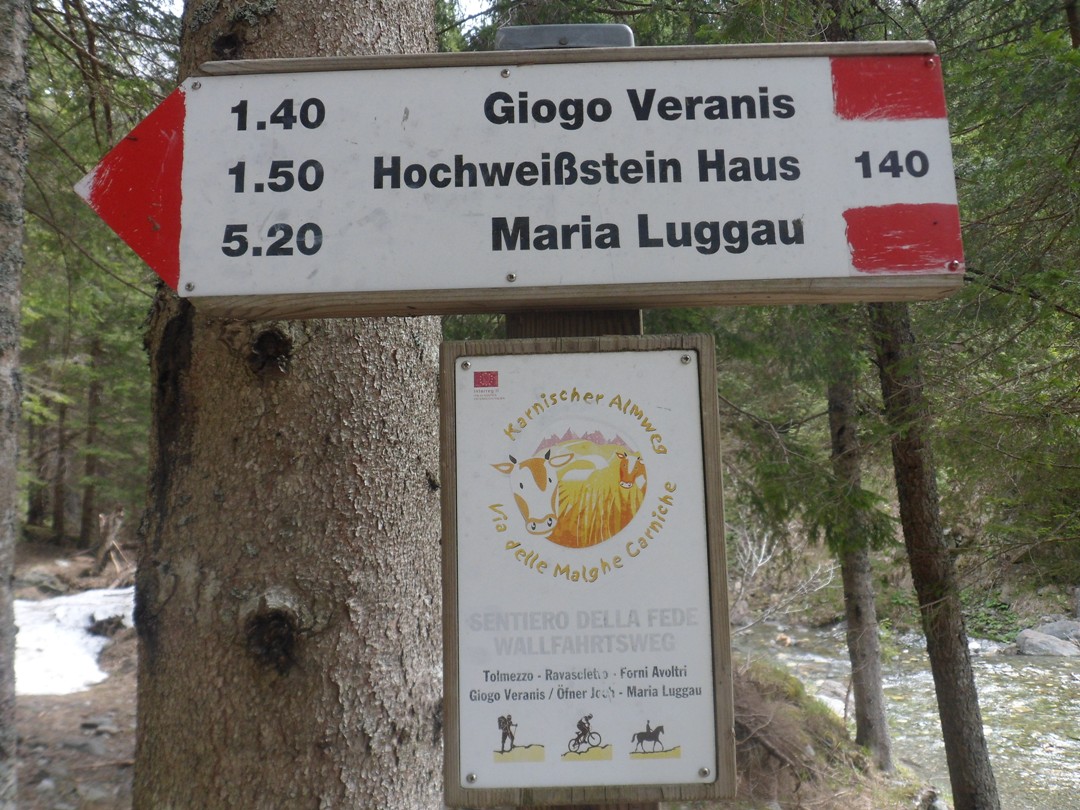 1.40 Giogo Veranis
1.50 Hochweißstein Haus 140
5.20 Maria Luggau
Karnischer Almweg
Via delle Malghe Carniche
SENTIERO DELLA FEDE
WALLFAHRTSWEG
Tolmezzo - Ravascletto - Forni Avoltri
Giogo Veranis / Öfner Joch - Maria Luggau